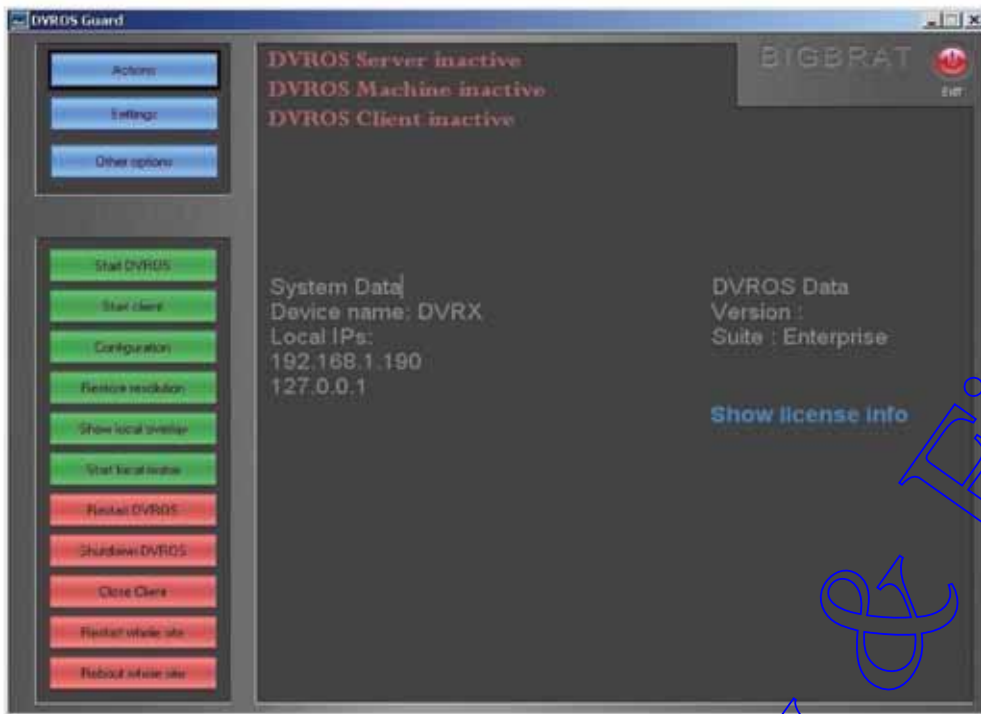 DVROS Guard
Actions
Settings
Other options
Start DVROS
Start client
Configuration
Restore resolution
Show local overlay
Start local
Restart DVROS
Shutdown DVROS
Close Client
Restart whole site
Reboot whole site
DVROS Server inactive
DVROS Machine inactive
DVROS Client inactive
BIGBRAT
EXIT
System Data
Device name: DVRX
Local IPs:
192.168.1.190
127.0.0.1
DVROS Data
Version :
Suite : Enterprise
Show license info
&